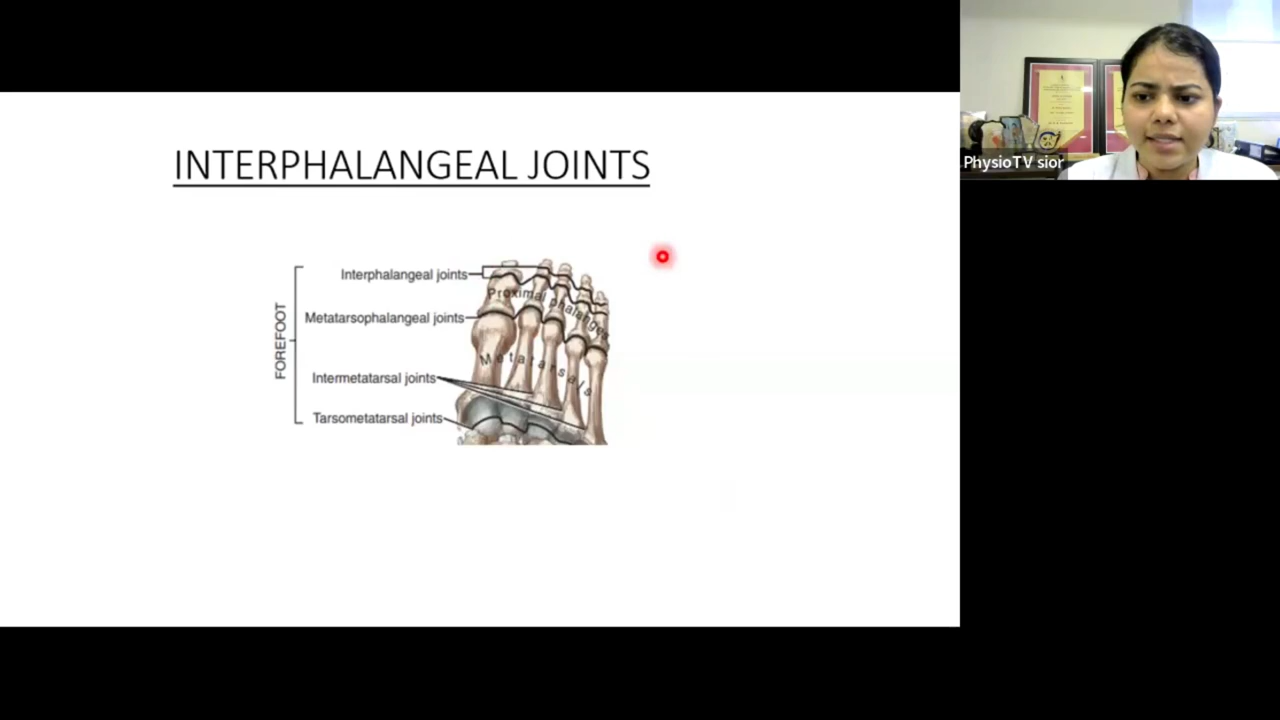 INTERPHALANGEAL JOINTS
PhysioTV sior
Interphalangeal joints
Proximal phalanges
Metatarsophalangeal joints
FOREFOOT
Metatarsals
Intermetatarsal joints
Tarsometatarsal joints